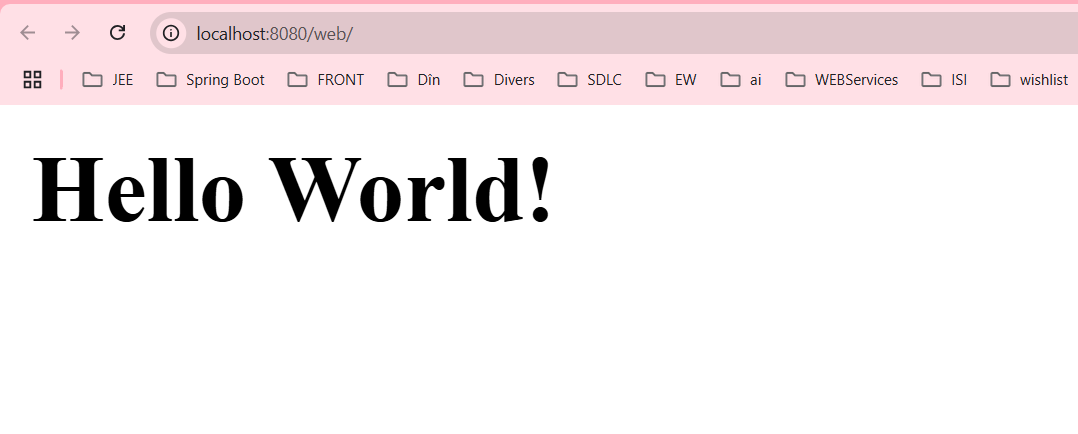 localhost:8080/web/
JEE Spring Boot FRONT Dîn Divers SDLC EW ai WEBServices ISI wishlist
Hello World!